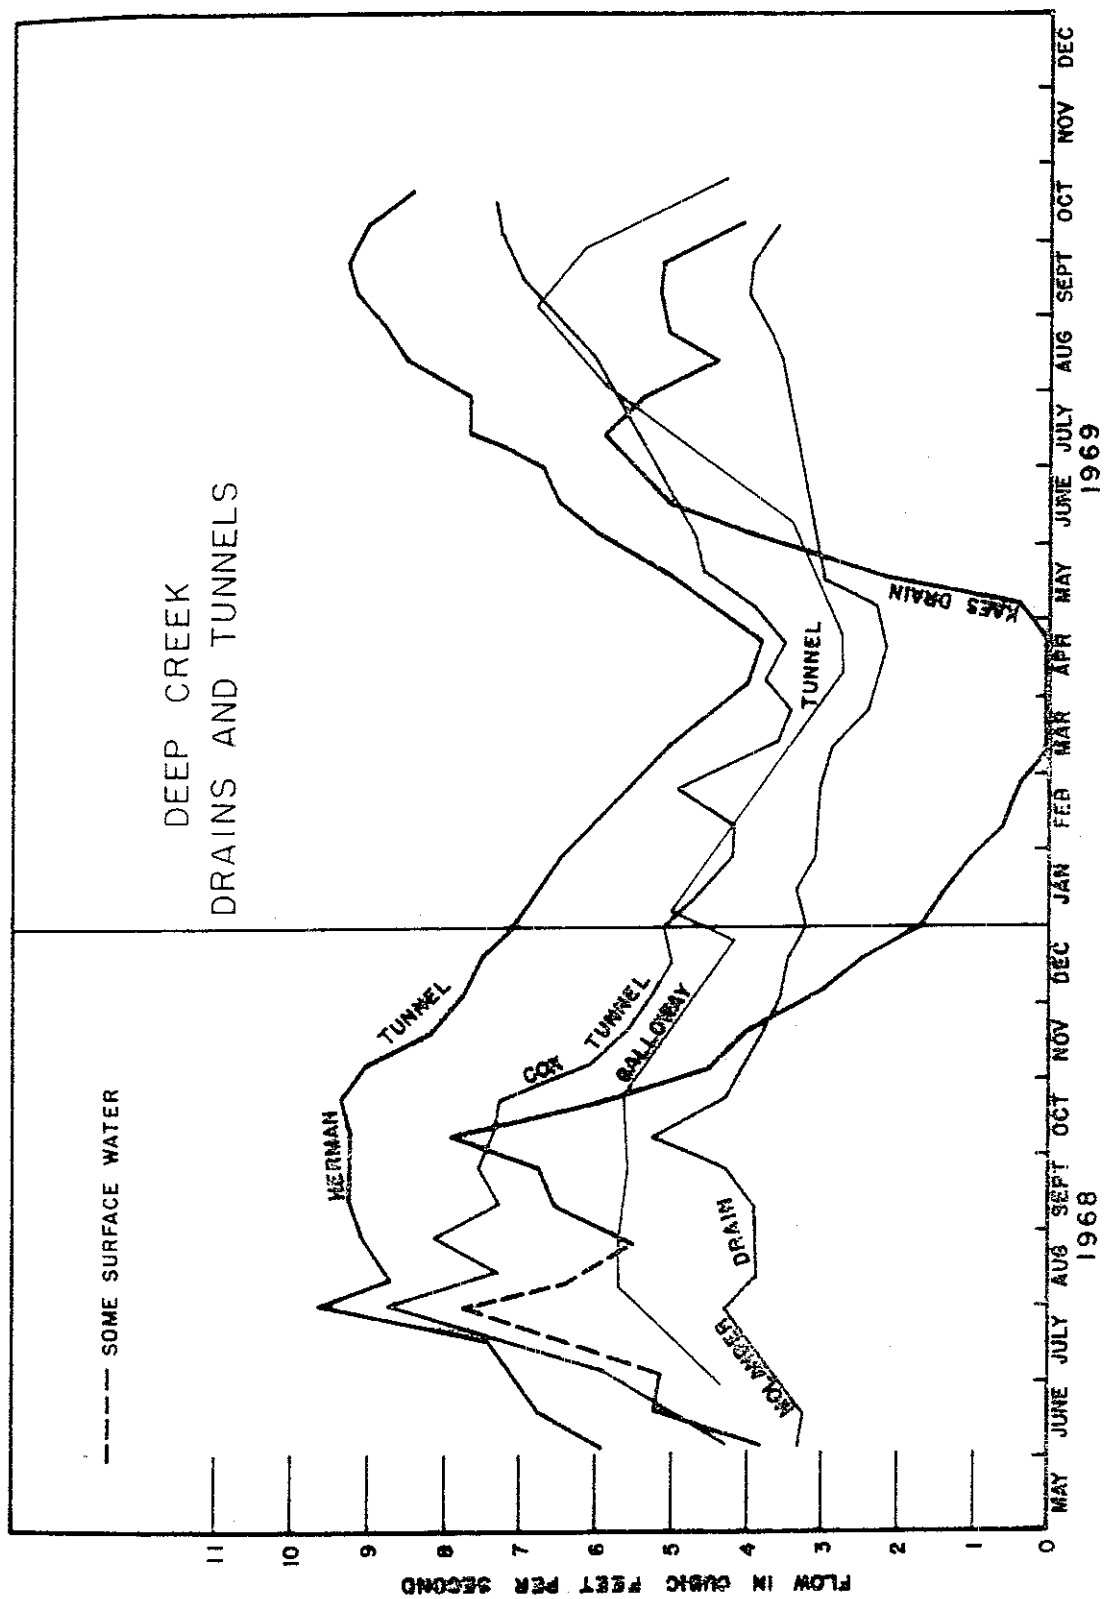 DEEP CREEK
DRAINS AND TUNNELS
---- SOME SURFACE WATER
HERMAN TUNNEL
COX TUNNEL
GALLOWAY TUNNEL
NOLANDER DRAIN
KAES DRAIN
FLOW IN CUBIC FEET PER SECOND
11
10
9
8
7
6
5
4
3
2
1
0
MAY JUNE JULY AUG SEPT OCT NOV DEC JAN FEB MAR APR MAY JUNE JULY AUG SEPT OCT NOV DEC
1968 1969